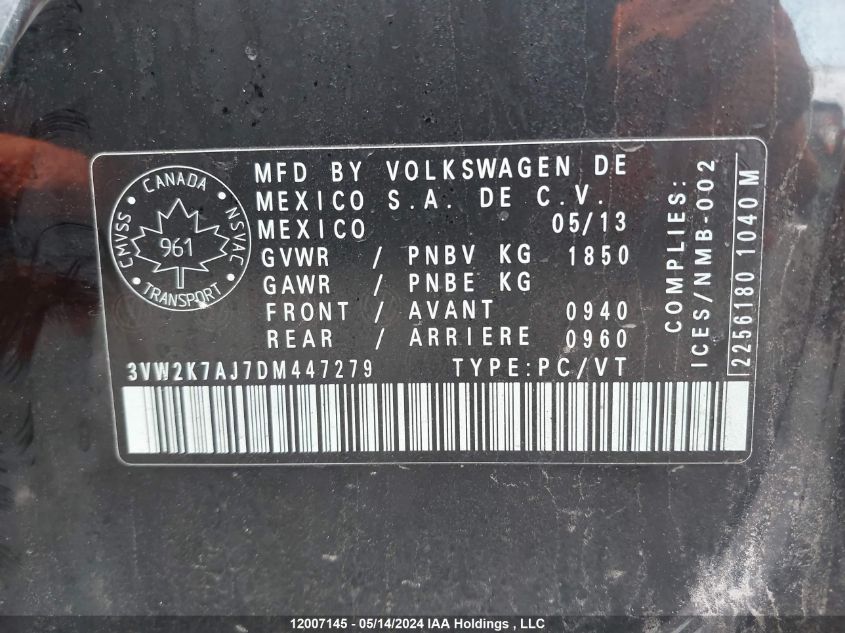 CANADA
CMVSS
NSVAC
961
TRANSPORT
MFD BY VOLKSWAGEN DE
MEXICO S.A. DE C.V.
MEXICO 05/13
GVWR / PNBV KG 1850
GAWR / PNBE KG
FRONT / AVANT 0940
REAR / ARRIERE 0960
3VW2K7AJ7DM447279 TYPE:PC/VT
COMPLIES:
ICES/NMB-002
2256180 1040M
12007145 - 05/14/2024 IAA Holdings , LLC